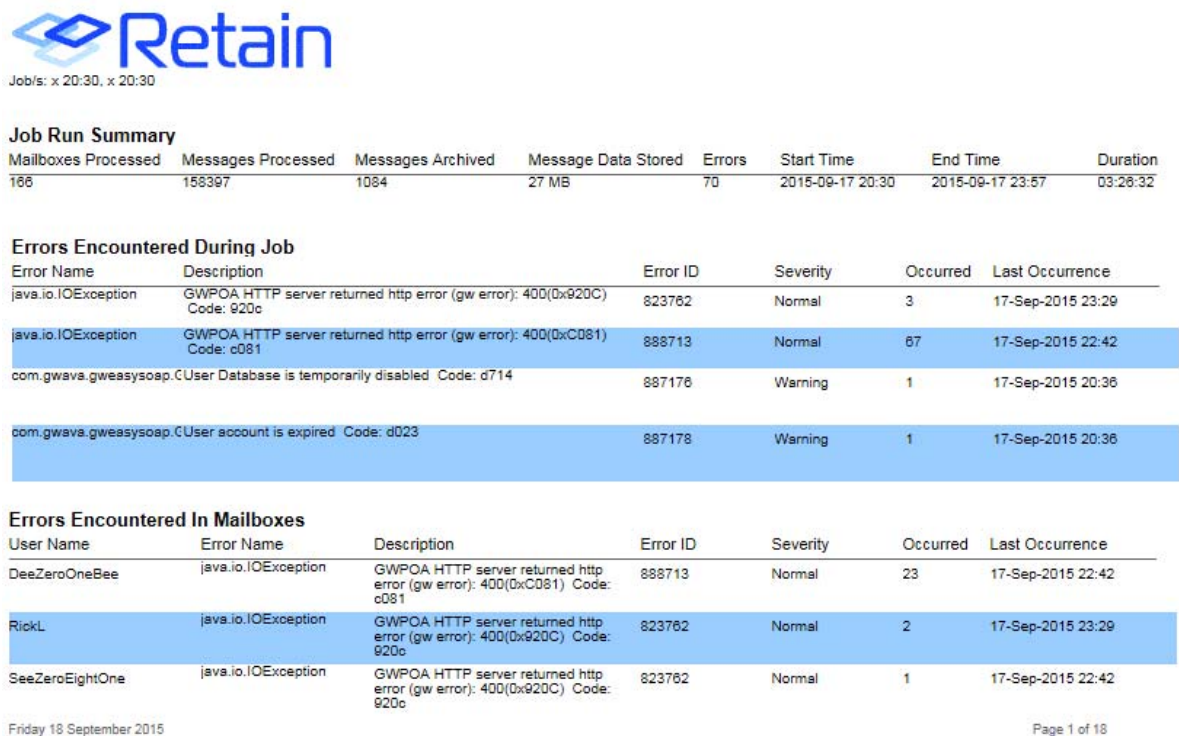 Retain
Job/s: x 20:30, x 20:30
Job Run Summary
Mailboxes Processed Messages Processed Messages Archived Message Data Stored Errors Start Time End Time Duration
166 158397 1084 27 MB 70 2015-09-17 20:30 2015-09-17 23:57 03:26:32
Errors Encountered During Job
Error Name Description Error ID Severity Occurred Last Occurrence
java.io.IOException GWPOA HTTP server returned http error (gw error): 400(0x920C)
Code: 920c 823762 Normal 3 17-Sep-2015 23:29
java.io.IOException GWPOA HTTP server returned http error (gw error): 400(0xC081)
Code: c081 888713 Normal 67 17-Sep-2015 22:42
com.gwava.gweasysoap.C User Database is temporarily disabled Code: d714 887176 Warning 1 17-Sep-2015 20:36
com.gwava.gweasysoap.C User account is expired Code: d023 887178 Warning 1 17-Sep-2015 20:36
Errors Encountered In Mailboxes
User Name Error Name Description Error ID Severity Occurred Last Occurrence
DeeZeroOneBee java.io.IOException GWPOA HTTP server returned http
error (gw error): 400(0xC081) Code: 888713 Normal 23 17-Sep-2015 22:42
c081
RickL java.io.IOException GWPOA HTTP server returned http
error (gw error): 400(0x920C) Code: 823762 Normal 2 17-Sep-2015 23:29
920c
SeeZeroEightOne java.io.IOException GWPOA HTTP server returned http
error (gw error): 400(0x920C) Code: 823762 Normal 1 17-Sep-2015 22:42
920c
Friday 18 September 2015 Page 1 of 18